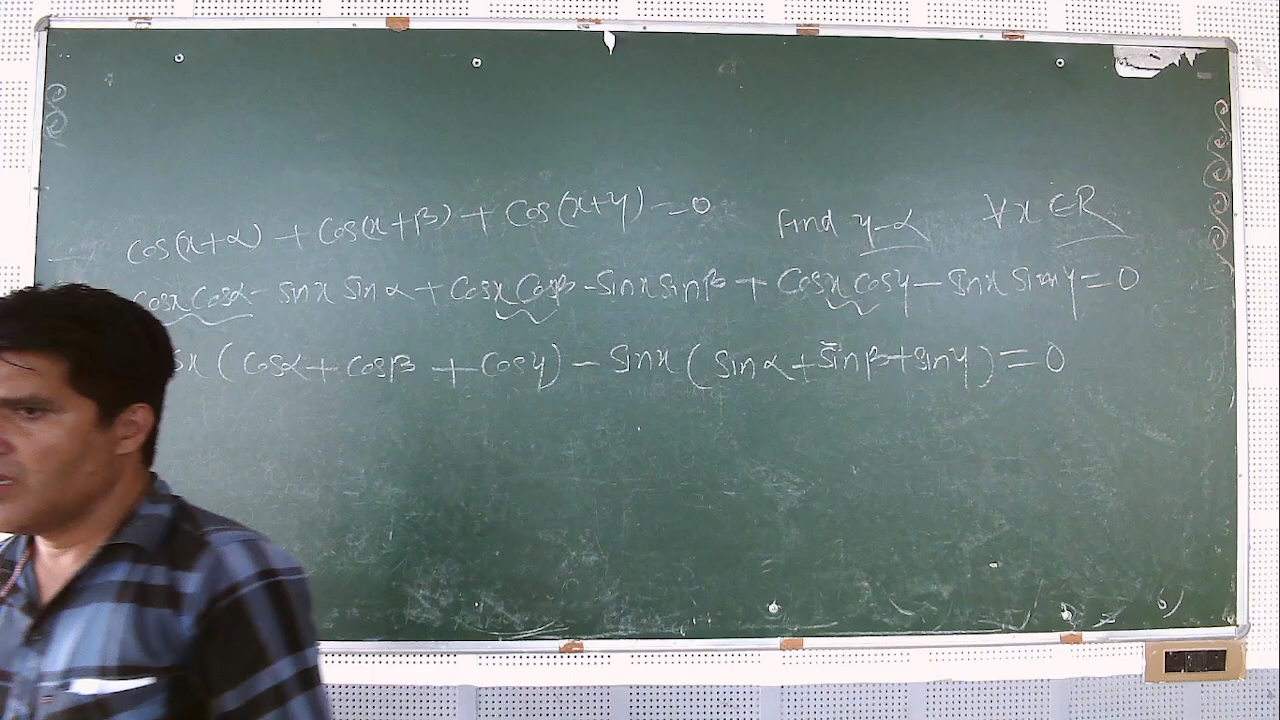 cos(x+α) + cos(x+β) + cos(x+y) = 0 Find y-α ∀x ∈ R
cosx cosα - sinx sinα + cosx cosβ - sinx sinβ + cosx cosy - sinx siny = 0
sx (cosα + cosβ + cosy) - sinx (sinα + sinβ + siny) = 0